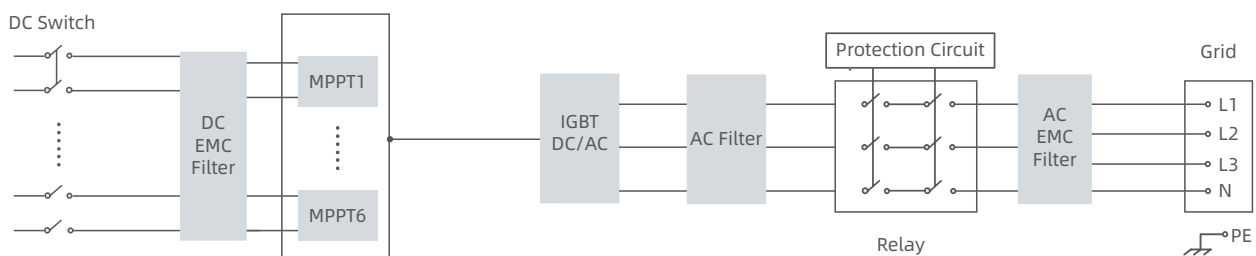 DC Switch
DC
EMC
Filter
MPPT1
MPPT6
IGBT
DC/AC
AC Filter
Protection Circuit
Relay
AC
EMC
Filter
Grid
L1
L2
L3
N
PE